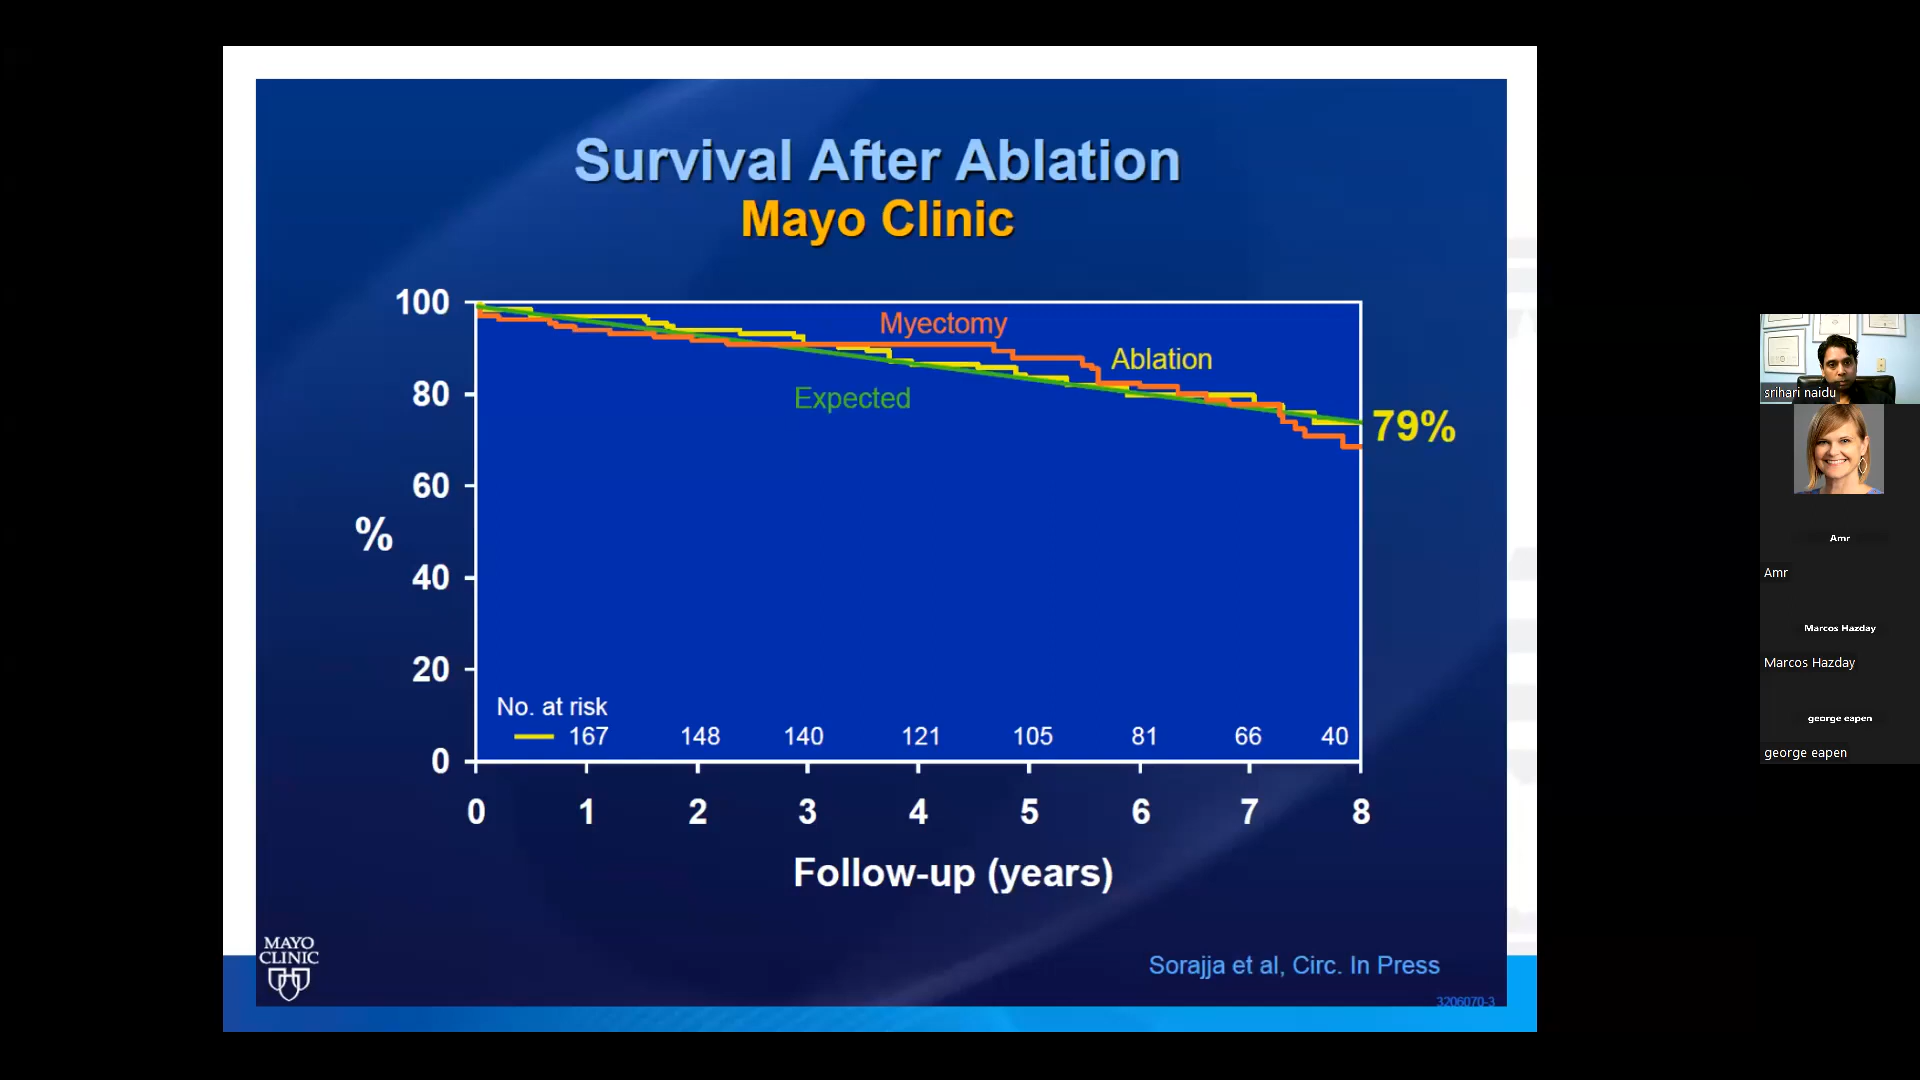 Survival After Ablation
Mayo Clinic
100
80
60
40
20
0
%
Myectomy
Ablation
Expected
79%
No. at risk
167 148 140 121 105 81 66 40
0 1 2 3 4 5 6 7 8
Follow-up (years)
MAYO
CLINIC
Sorajja et al, Circ. In Press
3206070-3
srihari naidu
Amr
Amr
Marcos Hazday
Marcos Hazday
george eapen
george eapen